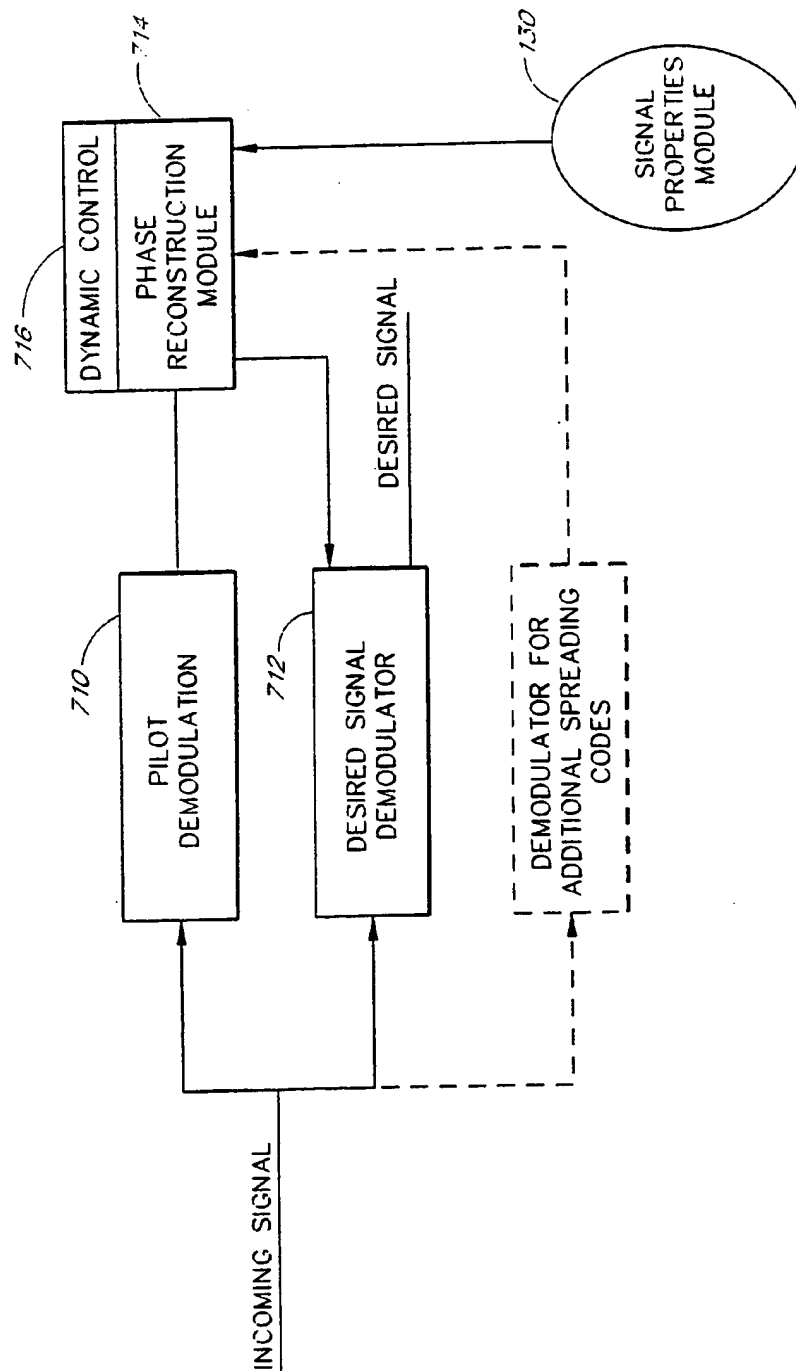 INCOMING SIGNAL
710
PILOT
DEMODULATION
712
DESIRED SIGNAL
DEMODULATOR
DEMODULATOR FOR
ADDITIONAL SPREADING
CODES
716
DYNAMIC CONTROL
714
PHASE
RECONSTRUCTION
MODULE
DESIRED SIGNAL
130
SIGNAL
PROPERTIES
MODULE